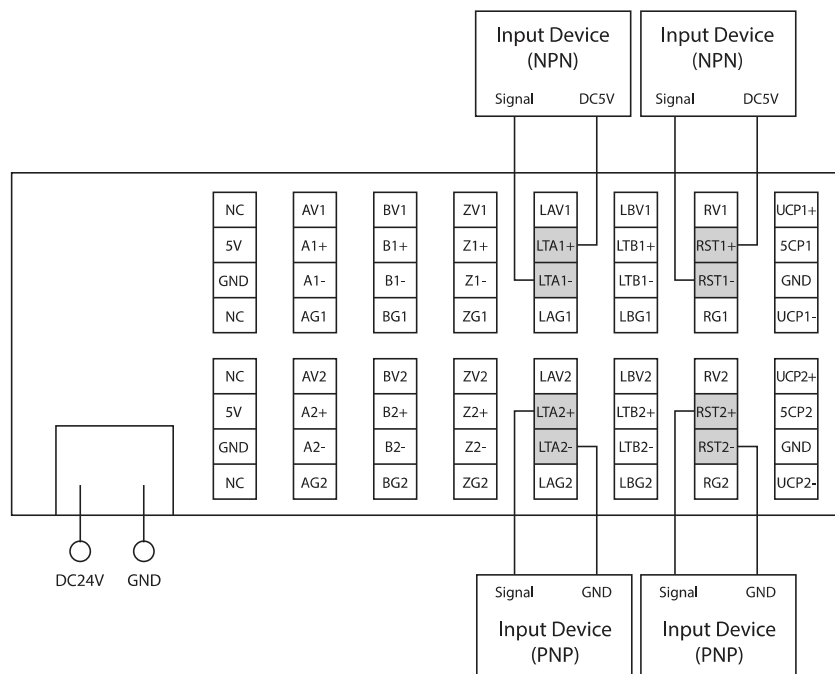 Input Device
(NPN)
Signal DC5V
Input Device
(NPN)
Signal DC5V
NC AV1 BV1 ZV1 LAV1 LBV1 RV1 UCP1+
5V A1+ B1+ Z1+ LTA1+ LTB1+ RST1+ 5CP1
GND A1- B1- Z1- LTA1- LTB1- RST1- GND
NC AG1 BG1 ZG1 LAG1 LBG1 RG1 UCP1-
NC AV2 BV2 ZV2 LAV2 LBV2 RV2 UCP2+
5V A2+ B2+ Z2+ LTA2+ LTB2+ RST2+ 5CP2
GND A2- B2- Z2- LTA2- LTB2- RST2- GND
NC AG2 BG2 ZG2 LAG2 LBG2 RG2 UCP2-
DC24V GND
Signal GND
Input Device
(PNP)
Signal GND
Input Device
(PNP)